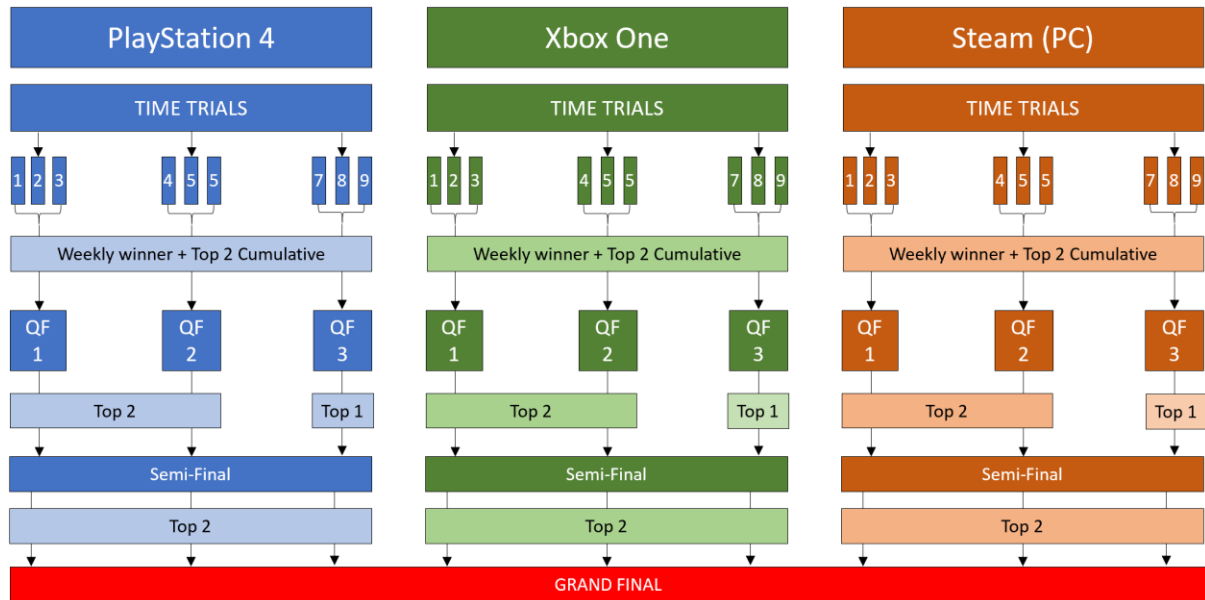 PlayStation 4 Xbox One Steam (PC)
TIME TRIALS TIME TRIALS TIME TRIALS
1 2 3 4 5 5 7 8 9 1 2 3 4 5 5 7 8 9 1 2 3 4 5 5 7 8 9
Weekly winner + Top 2 Cumulative Weekly winner + Top 2 Cumulative Weekly winner + Top 2 Cumulative
QF QF QF QF QF QF QF QF QF
1 2 3 1 2 3 1 2 3
Top 2 Top 1 Top 2 Top 1 Top 2 Top 1
Semi-Final Semi-Final Semi-Final
Top 2 Top 2 Top 2
GRAND FINAL